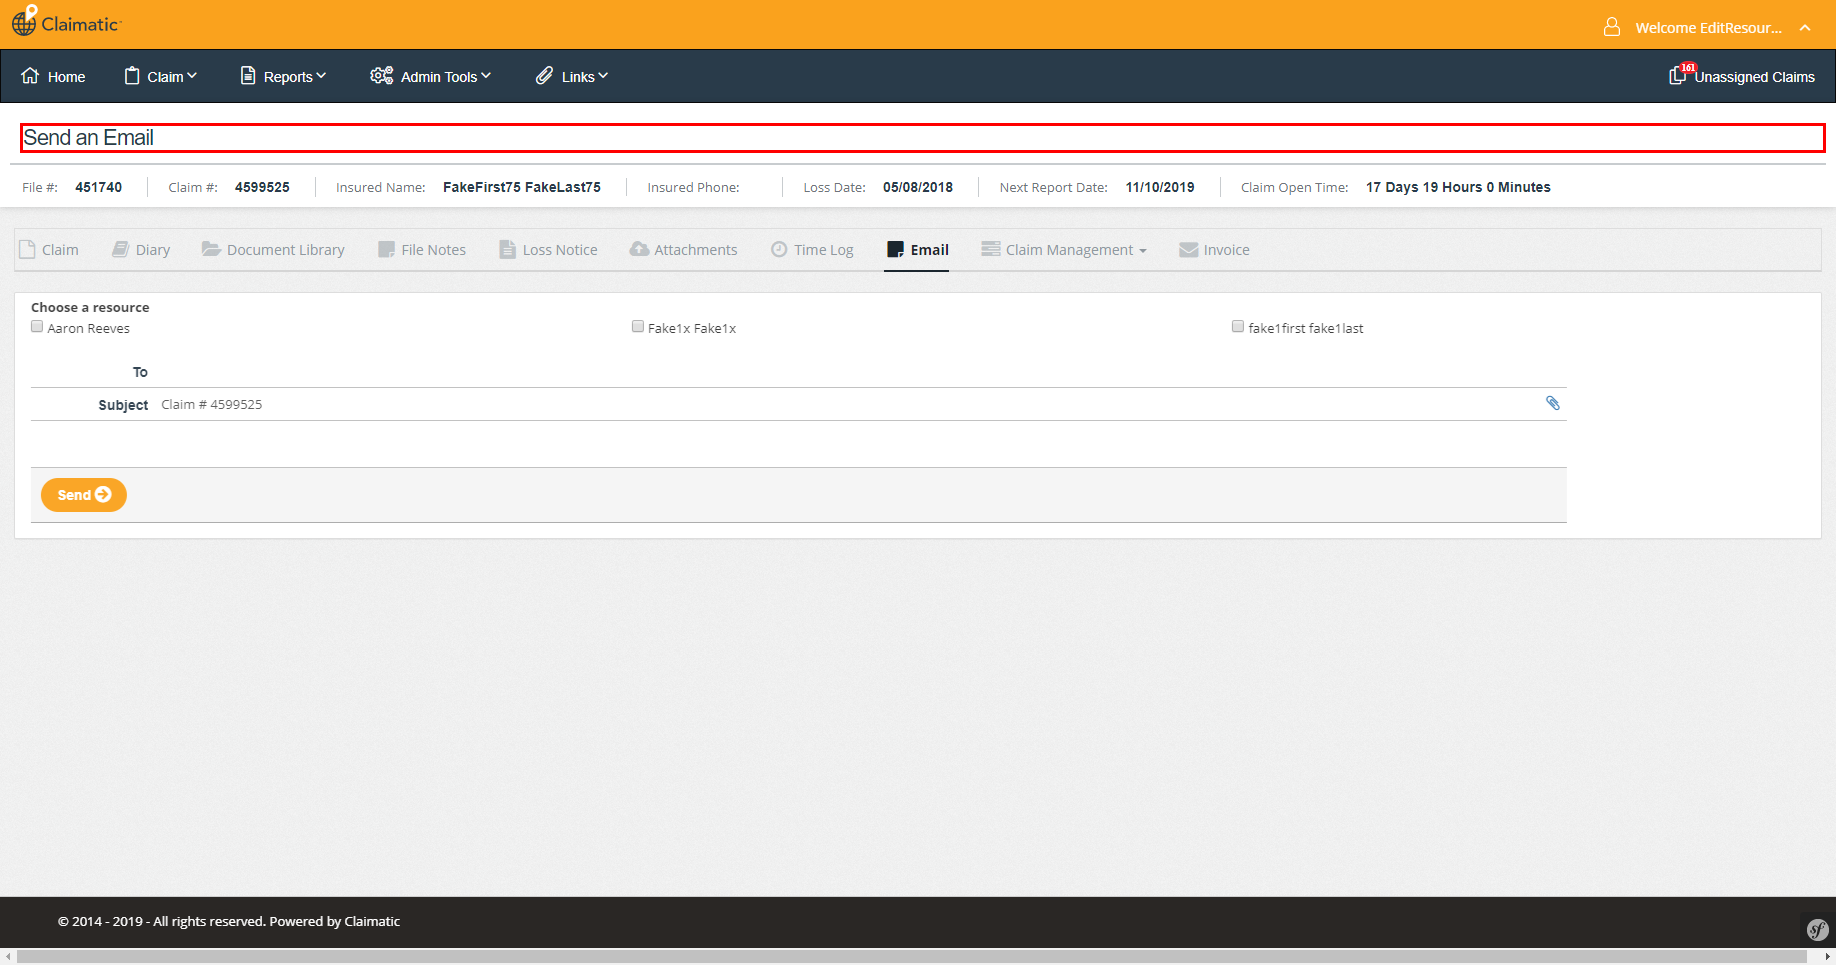 Claimatic
Welcome EditResour...
Home Claim Reports Admin Tools Links 161 Unassigned Claims
Send an Email
File #: 451740 Claim #: 4599525 Insured Name: FakeFirst75 FakeLast75 Insured Phone: Loss Date: 05/08/2018 Next Report Date: 11/10/2019 Claim Open Time: 17 Days 19 Hours 0 Minutes
Claim Diary Document Library File Notes Loss Notice Attachments Time Log Email Claim Management Invoice
Choose a resource
Aaron Reeves Fake1x Fake1x fake1first fake1last
To
Subject Claim # 4599525
Send
© 2014 - 2019 - All rights reserved. Powered by Claimatic
sf